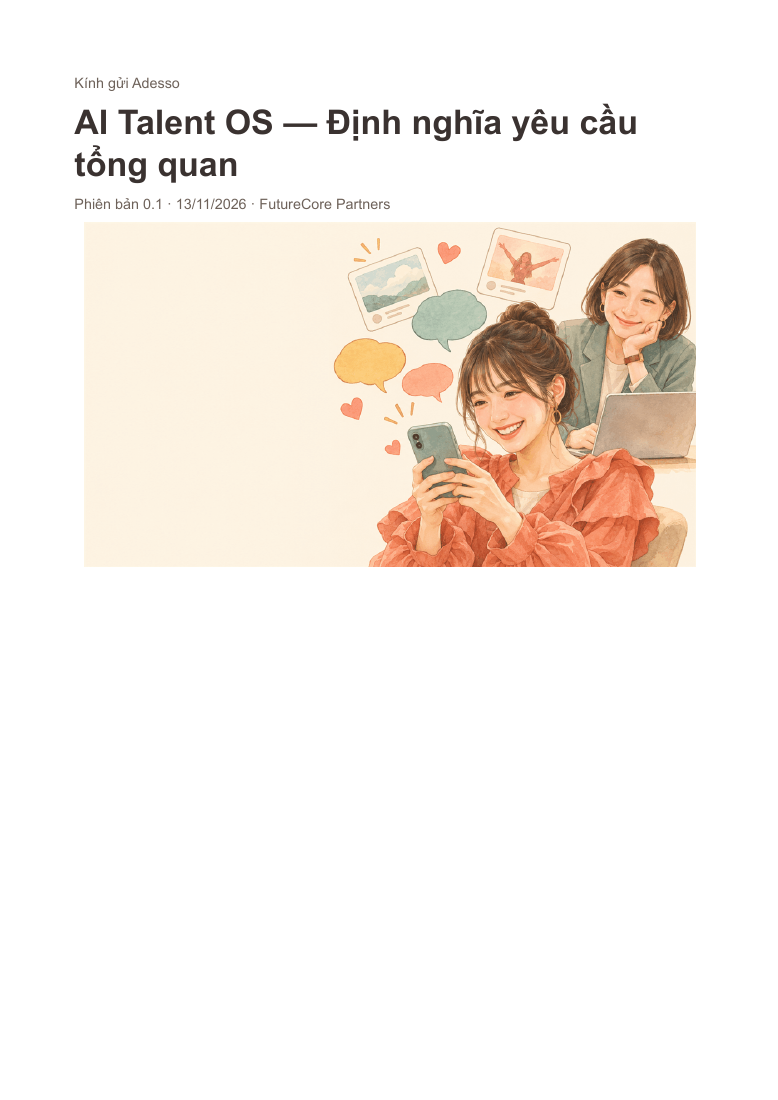 Kính gửi Adesso
AI Talent OS — Định nghĩa yêu cầu
tổng quan
Phiên bản 0.1 · 13/11/2026 · FutureCore Partners